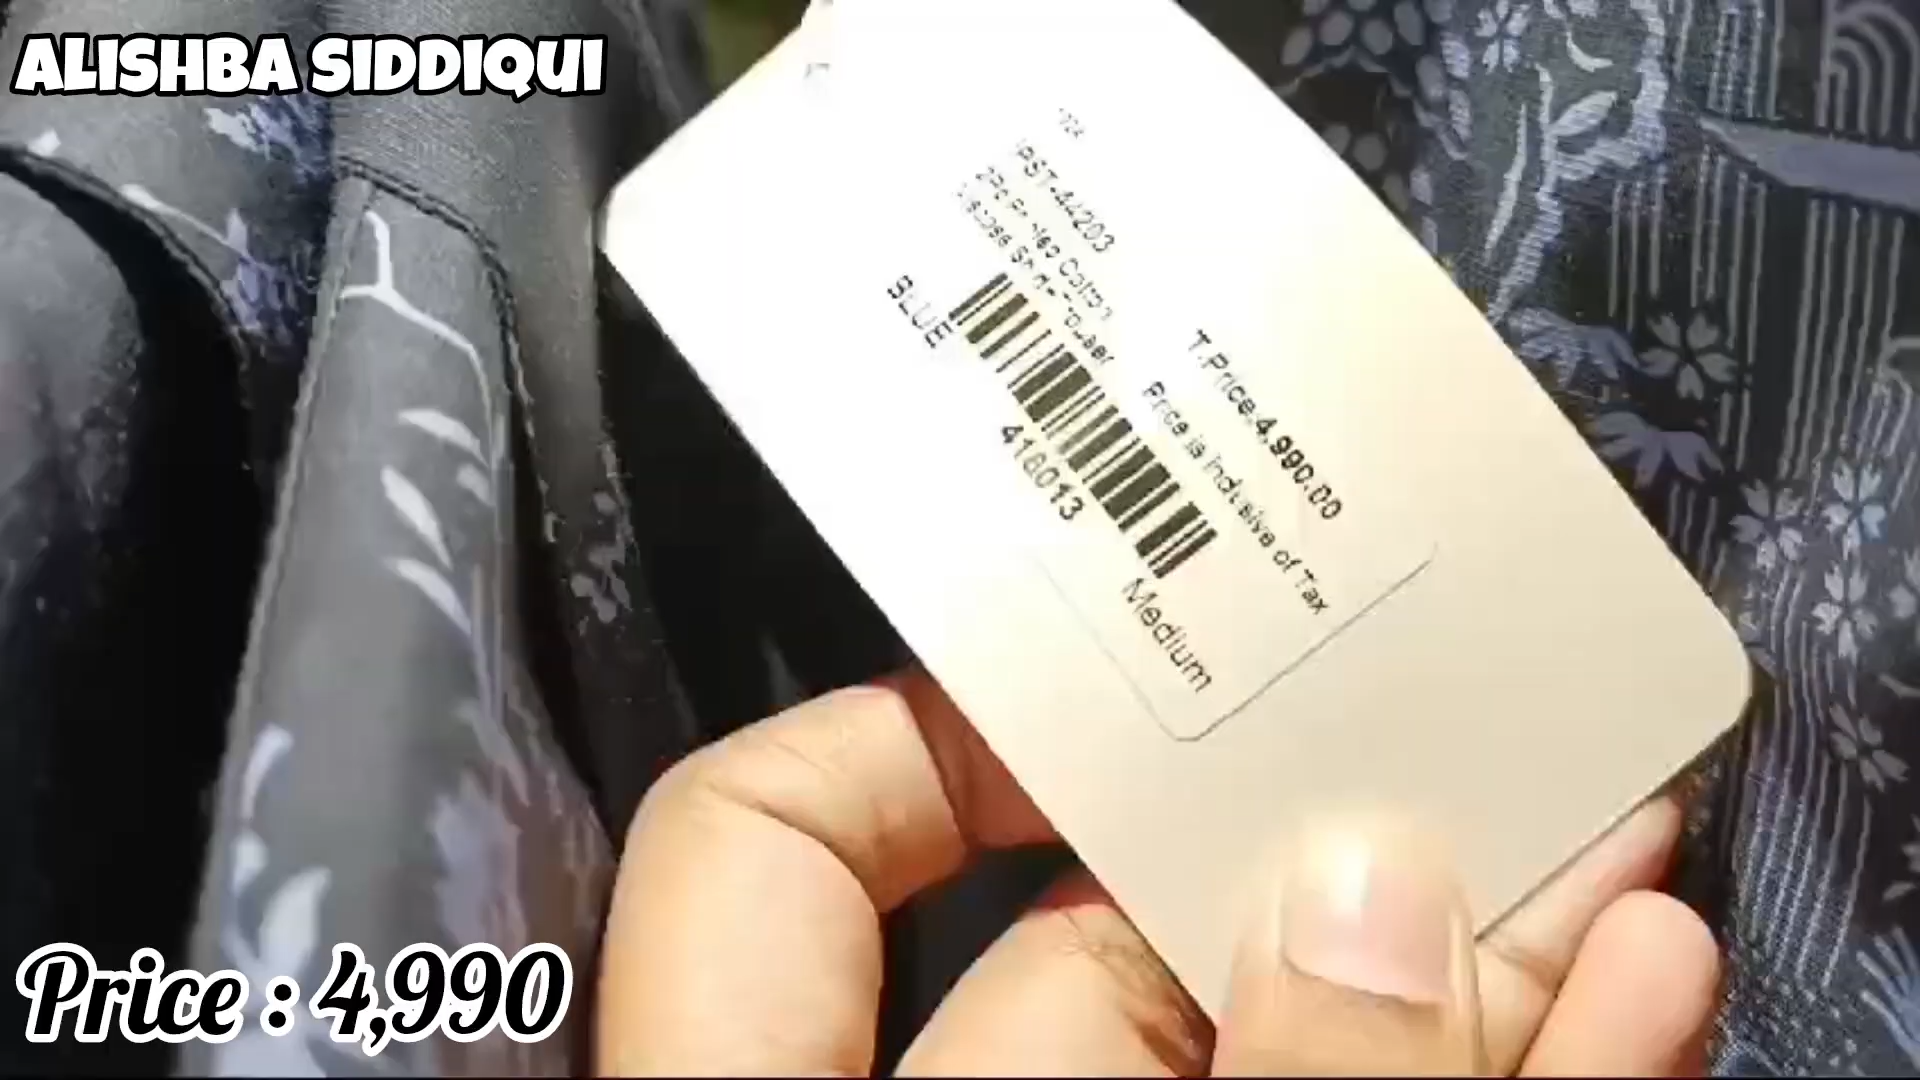 ALISHBA SIDDIQUI
PST-44203
BLUE
416013
T.Price.4,990.00
Price is inclusive of Tax
Medium
Price : 4,990